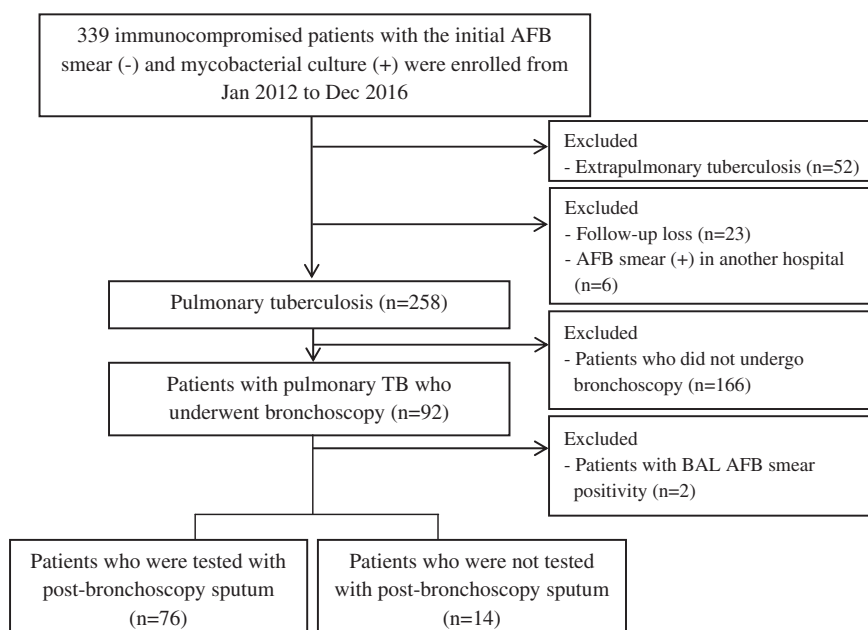 339 immunocompromised patients with the initial AFB
smear (-) and mycobacterial culture (+) were enrolled from
Jan 2012 to Dec 2016
Excluded
- Extrapulmonary tuberculosis (n=52)
Excluded
- Follow-up loss (n=23)
- AFB smear (+) in another hospital
(n=6)
Pulmonary tuberculosis (n=258)
Excluded
- Patients who did not undergo
bronchoscopy (n=166)
Patients with pulmonary TB who
underwent bronchoscopy (n=92)
Excluded
- Patients with BAL AFB smear
positivity (n=2)
Patients who were tested with
post-bronchoscopy sputum
(n=76)
Patients who were not tested
with post-bronchoscopy sputum
(n=14)